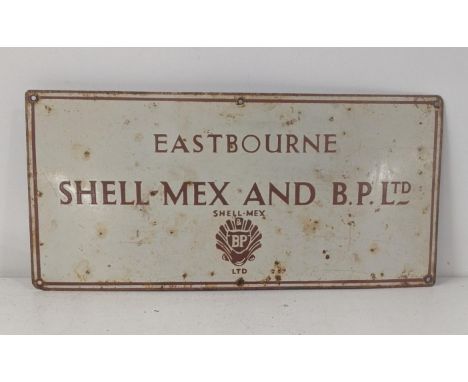 EASTBOURNE
SHELL-MEX AND B.P. LTD
SHELL-MEX
&
BP
LTD